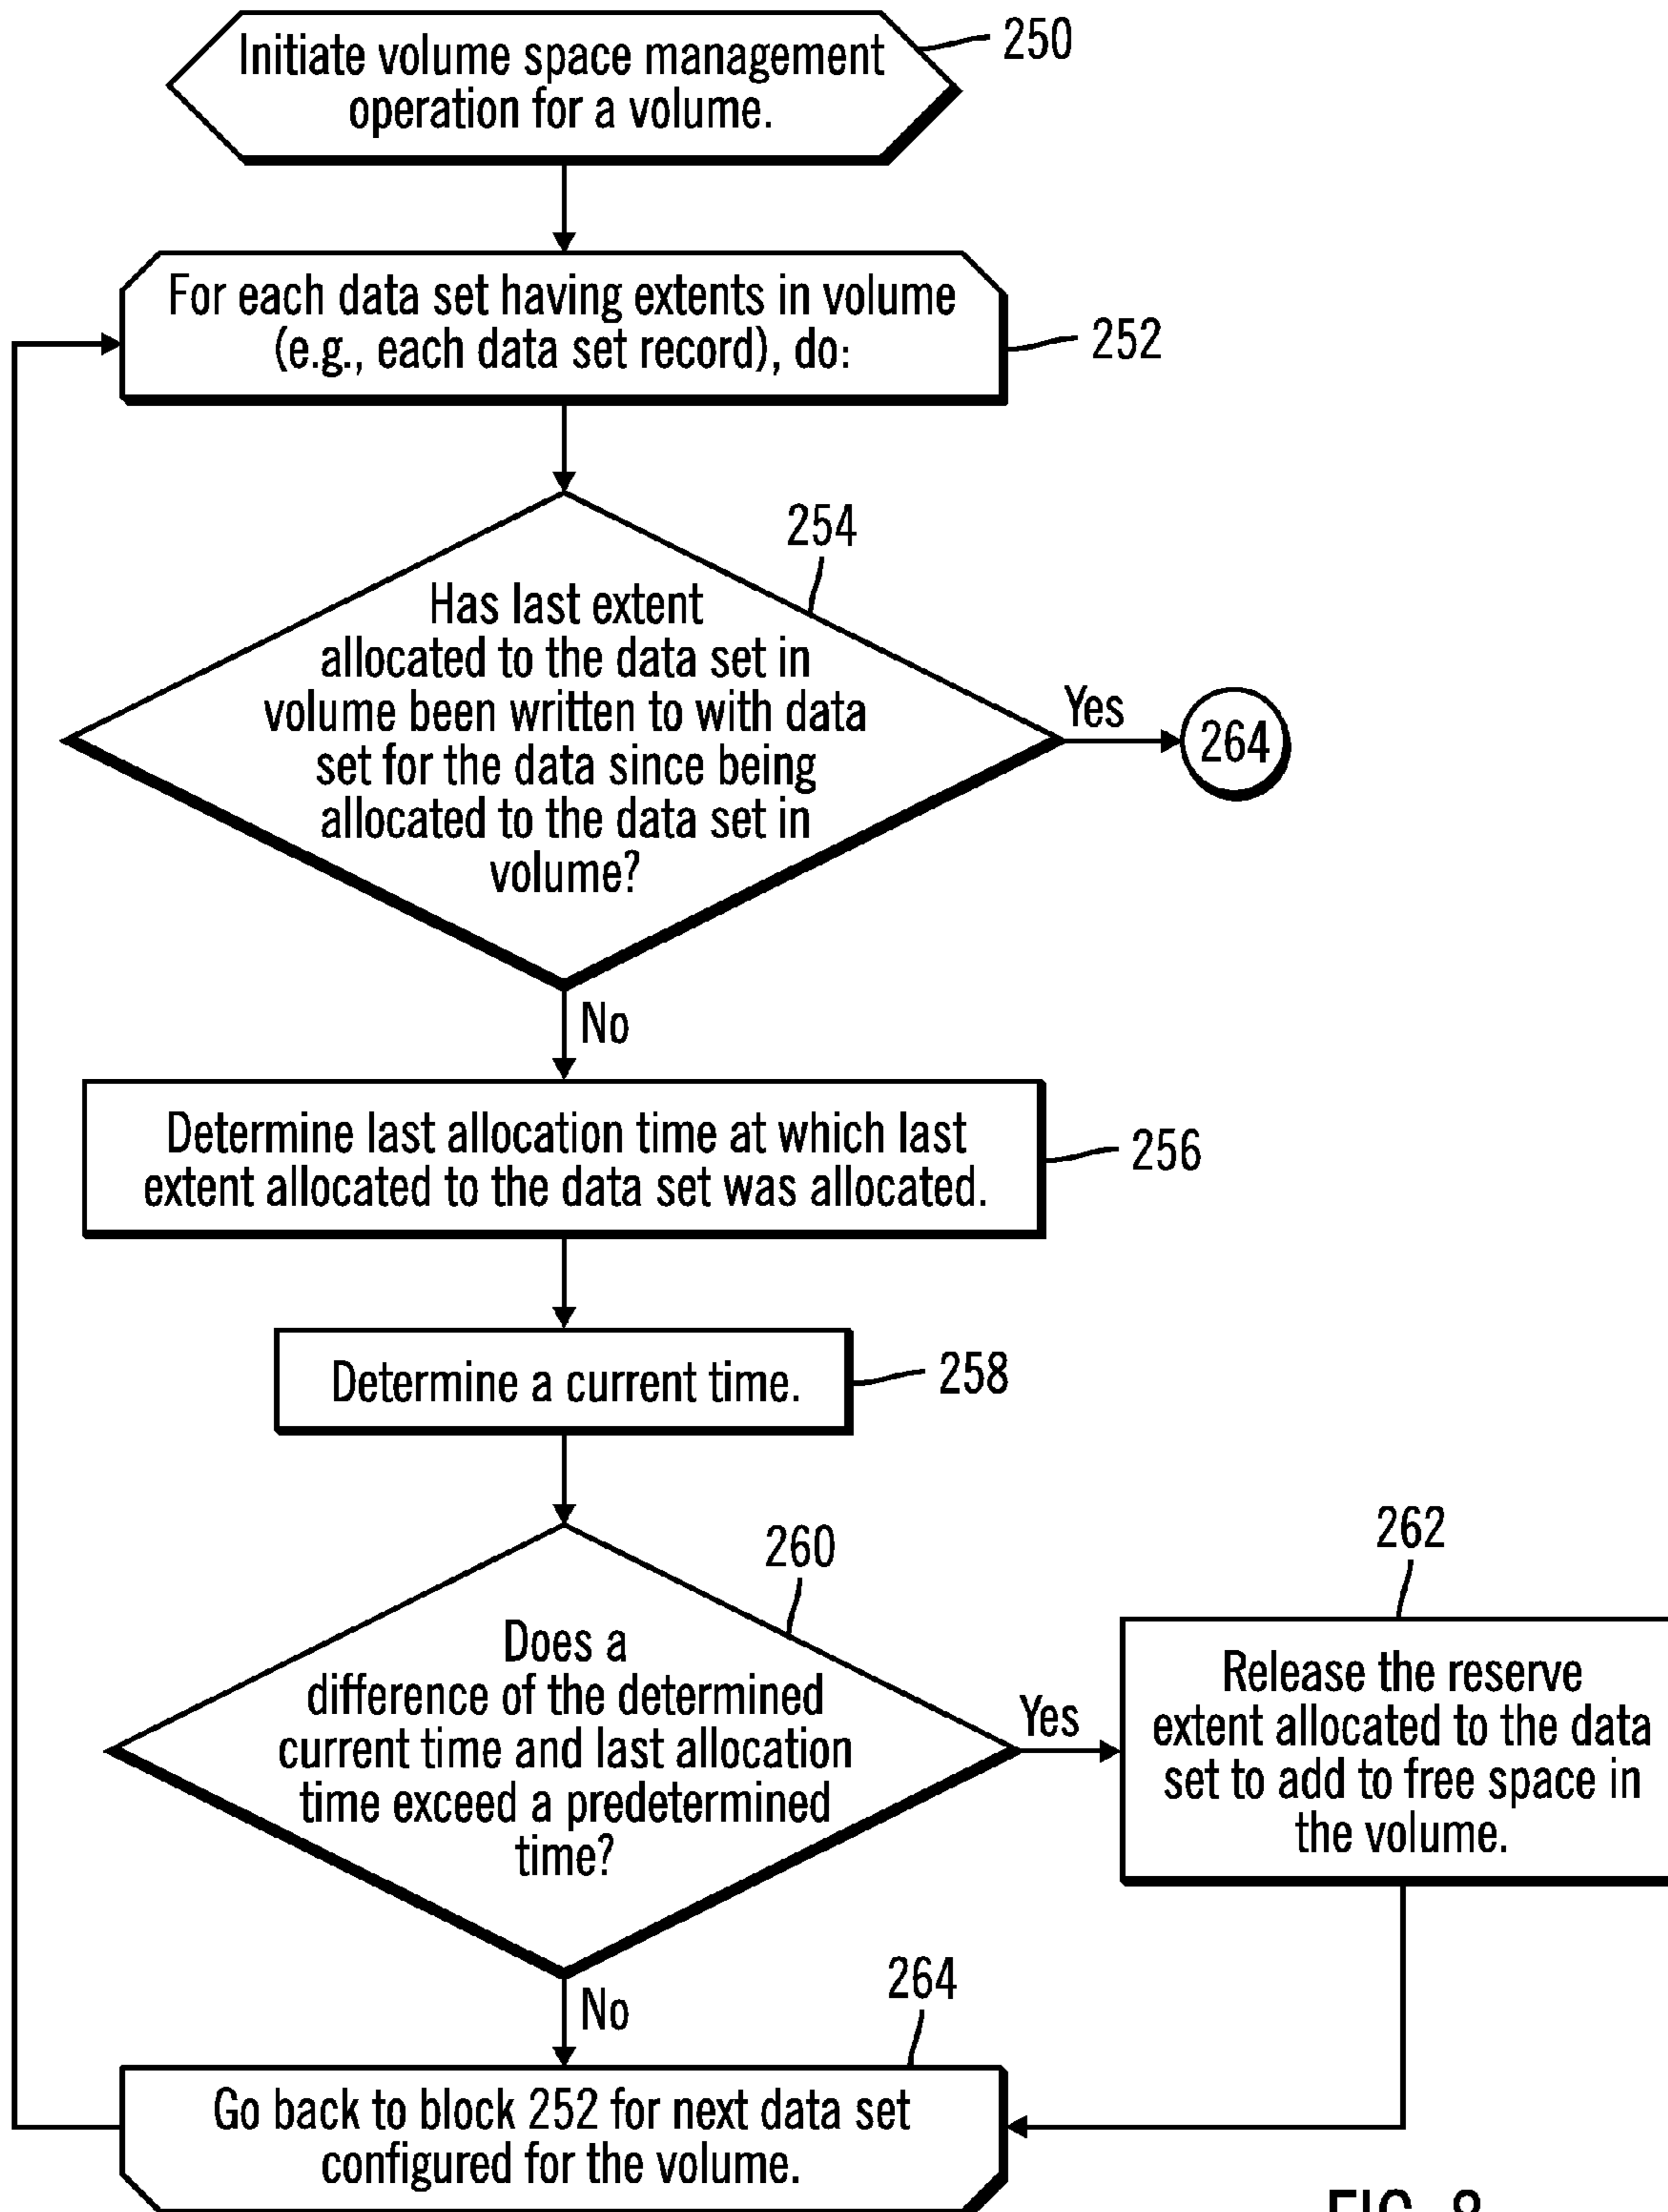 Initiate volume space management
operation for a volume.
250
For each data set having extents in volume
(e.g., each data set record), do:
252
254
Has last extent
allocated to the data set in
volume been written to with data
set for the data since being
allocated to the data set in
volume?
Yes
264
No
Determine last allocation time at which last
extent allocated to the data set was allocated.
256
Determine a current time.
258
260
Does a
difference of the determined
current time and last allocation
time exceed a predetermined
time?
Yes
262
Release the reserve
extent allocated to the data
set to add to free space in
the volume.
No
264
Go back to block 252 for next data set
configured for the volume.
FIG. 8